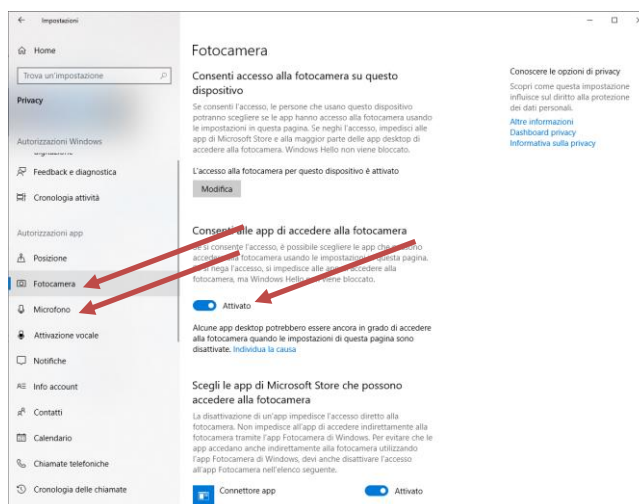 Impostazioni
Home
Trova un'impostazione
Privacy
Autorizzazioni Windows
Feedback e diagnostica
Cronologia attività
Autorizzazioni app
Posizione
Fotocamera
Microfono
Attivazione vocale
Notifiche
Info account
Contatti
Calendario
Chiamate telefoniche
Cronologia delle chiamate
Fotocamera
Consenti accesso alla fotocamera su questo
dispositivo
Se consenti l'accesso, le persone che usano questo dispositivo
potranno scegliere se le app hanno accesso alla fotocamera usando
le impostazioni in questa pagina. Se neghi l'accesso, impedisci alle
app di Microsoft Store e alla maggior parte delle app desktop di
accedere alla fotocamera. Windows Hello non viene bloccato.
L'accesso alla fotocamera per questo dispositivo è attivato
Modifica
Consenti alle app di accedere alla fotocamera
Se si consente l'accesso, è possibile scegliere le app che possono
accedere alla fotocamera usando le impostazioni di questa pagina.
Se si nega l'accesso, si impedisce alle app di accedere alla
fotocamera, ma Windows Hello non viene bloccato.
Attivato
Alcune app desktop potrebbero essere ancora in grado di accedere
alla fotocamera quando le impostazioni di questa pagina sono
disattivate. Individua la causa
Scegli le app di Microsoft Store che possono
accedere alla fotocamera
La disattivazione di un'app impedisce l'accesso diretto alla
fotocamera. Non impedisce all'app di accedere indirettamente alla
fotocamera tramite l'app Fotocamera di Windows. Per evitare che le
app accedano anche indirettamente alla fotocamera utilizzando
l'app Fotocamera di Windows, devi anche disattivare l'accesso
all'app Fotocamera nell'elenco seguente.
Connettore app
Attivato
Conoscere le opzioni di privacy
Scopri come questa impostazione
influisce sul diritto alla protezione
dei dati personali.
Altre informazioni
Dashboard privacy
Informativa sulla privacy